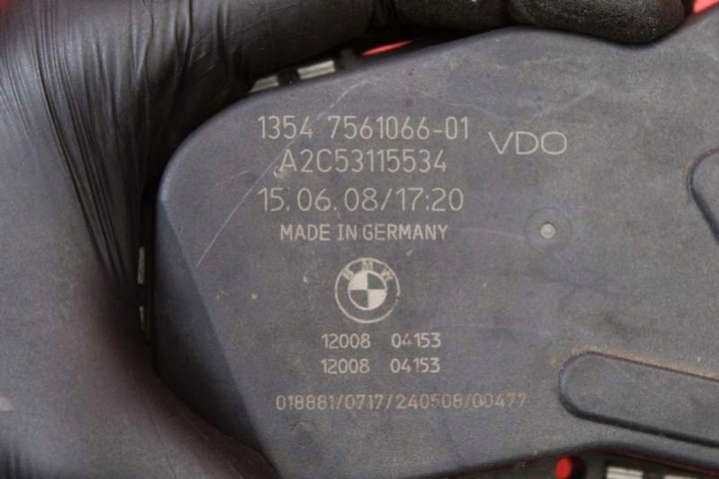 1354 7561066-01 VDO
A2C53115534
15.06.08/17:20
MADE IN GERMANY
BMW
12008 04153
12008 04153
018881/0717/240508/00477